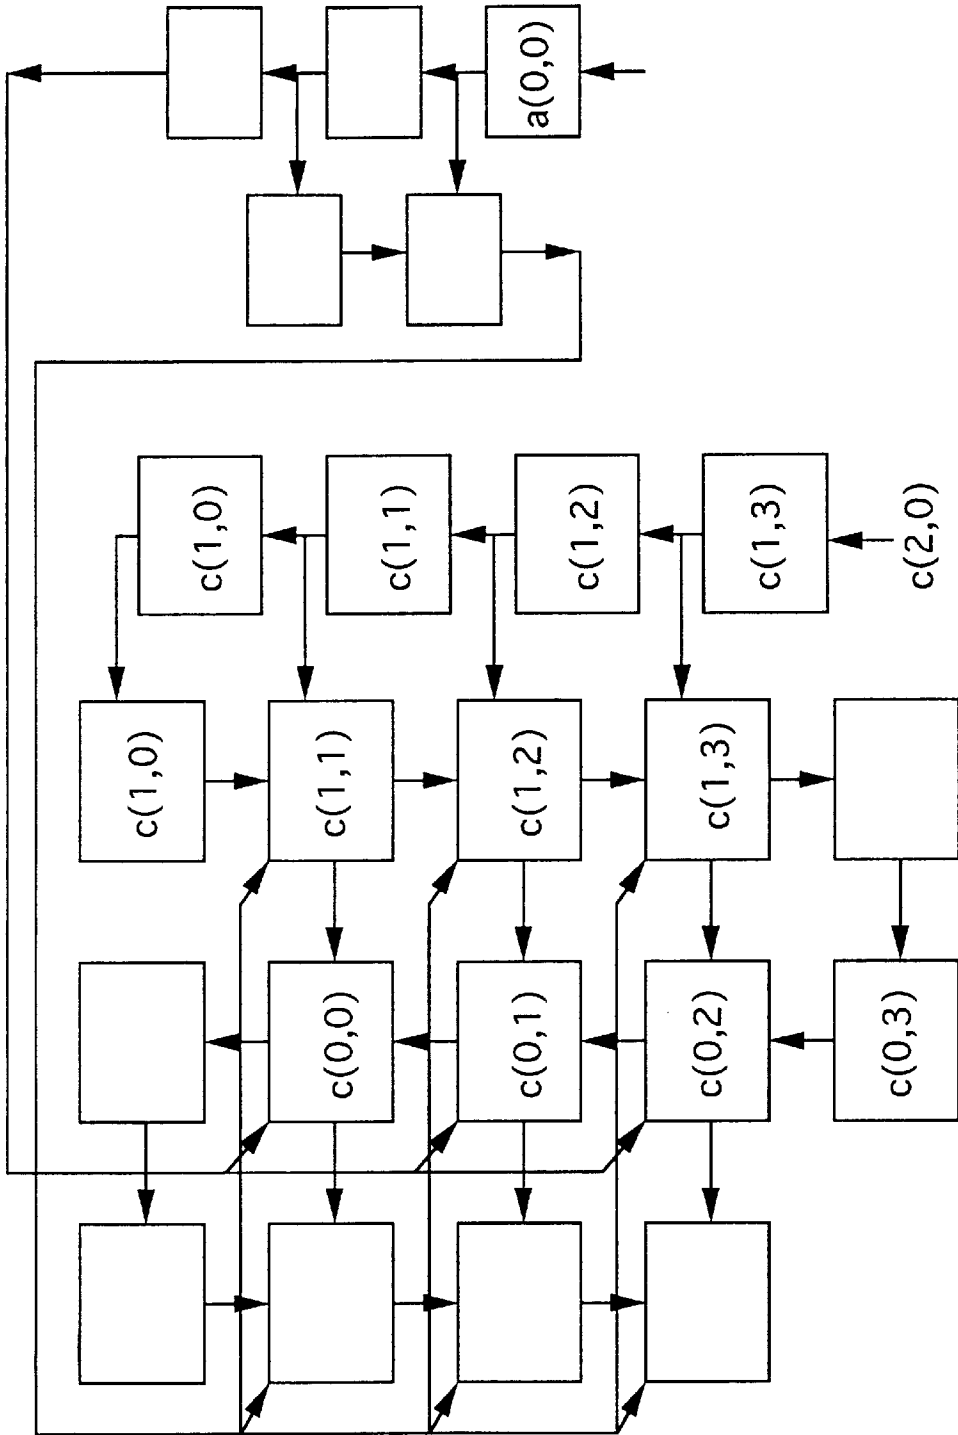 c(1,0)
c(1,0)
c(0,0)
c(1,1)
c(1,1)
c(0,1)
c(1,2)
a(0,0)
c(1,2)
c(0,2)
c(1,3)
c(1,3)
c(0,3)
c(2,0)